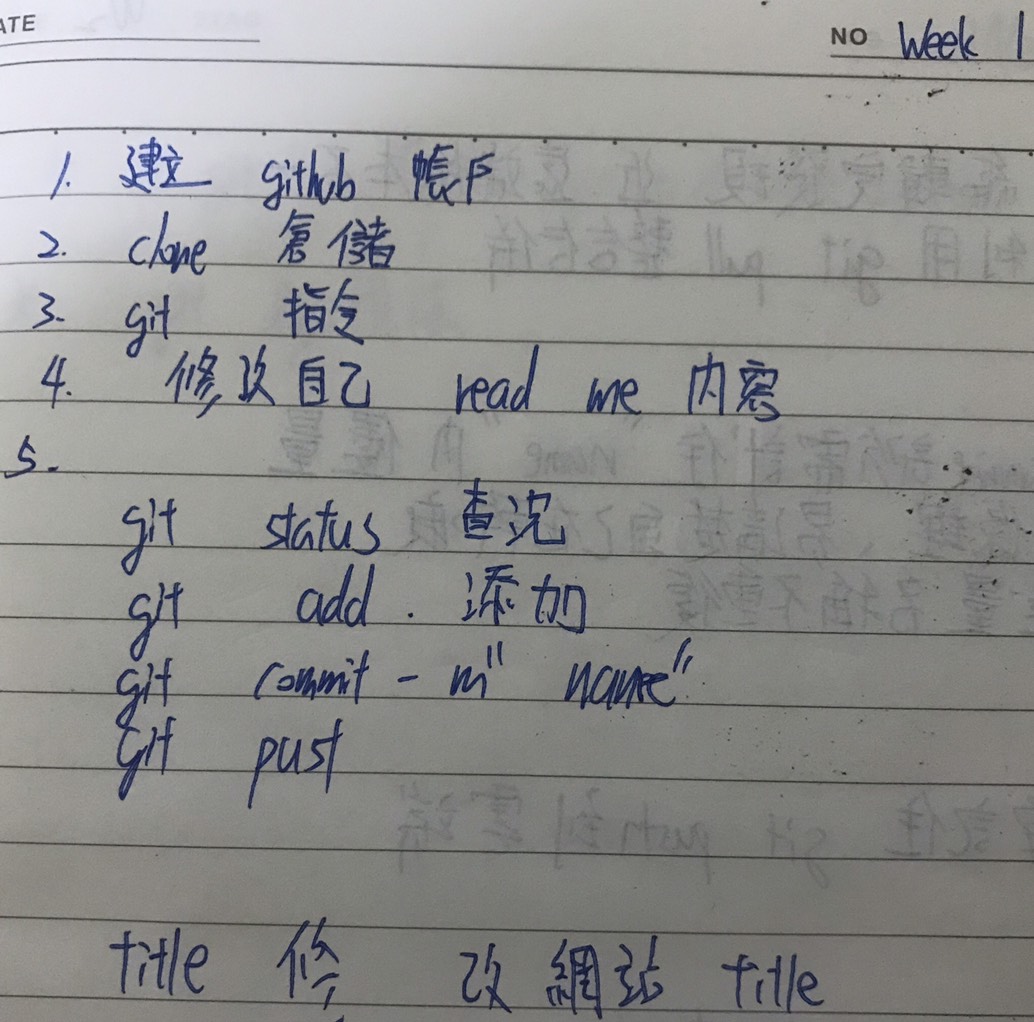 DATE
NO Week 1
1. 建立 github 帳戶
2. clone 倉儲
3. git 指令
4. 修改自己 read me 內容
5.
git status 查況
git add . 添加
git commit - m" name"
git pust
title 修 改網站 title